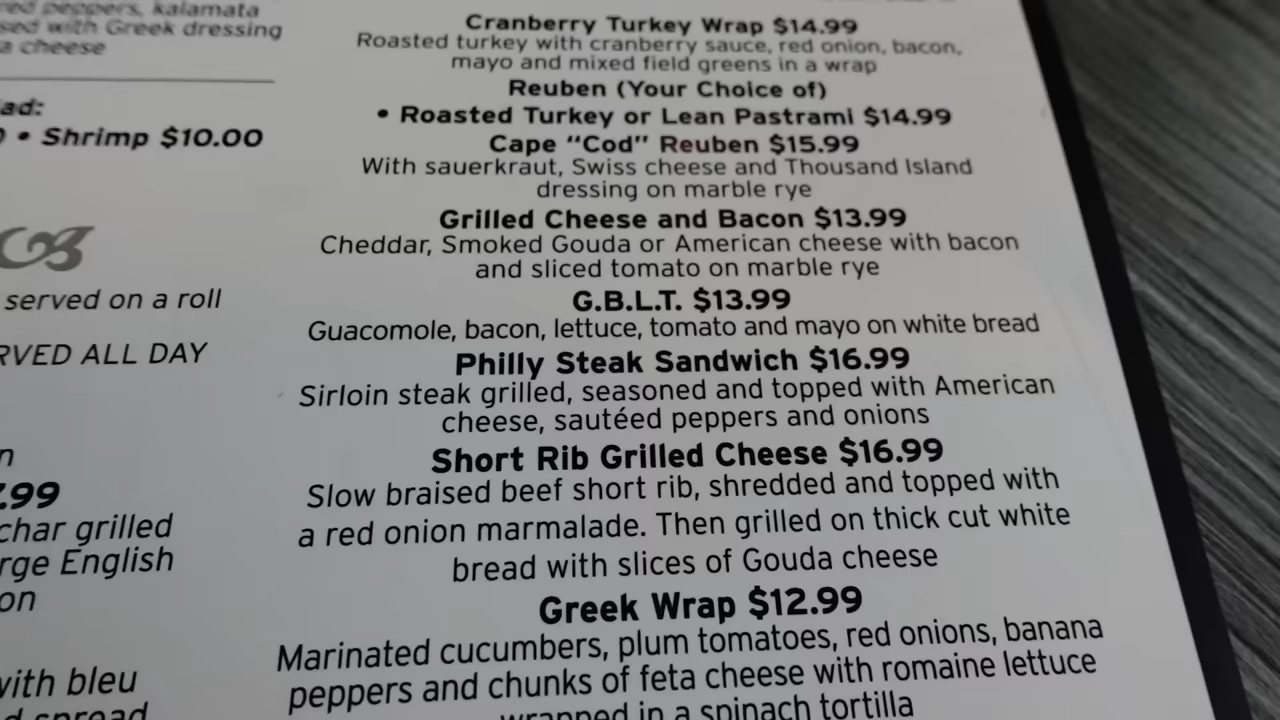 red peppers, kalamata
sed with Greek dressing
a cheese
ad:
• Shrimp $10.00
served on a roll
RVED ALL DAY
n
.99
char grilled
rge English
on
with bleu
d spread
Cranberry Turkey Wrap $14.99
Roasted turkey with cranberry sauce, red onion, bacon,
mayo and mixed field greens in a wrap
Reuben (Your Choice of)
• Roasted Turkey or Lean Pastrami $14.99
Cape “Cod” Reuben $15.99
With sauerkraut, Swiss cheese and Thousand Island
dressing on marble rye
Grilled Cheese and Bacon $13.99
Cheddar, Smoked Gouda or American cheese with bacon
and sliced tomato on marble rye
G.B.L.T. $13.99
Guacomole, bacon, lettuce, tomato and mayo on white bread
Philly Steak Sandwich $16.99
Sirloin steak grilled, seasoned and topped with American
cheese, sautéed peppers and onions
Short Rib Grilled Cheese $16.99
Slow braised beef short rib, shredded and topped with
a red onion marmalade. Then grilled on thick cut white
bread with slices of Gouda cheese
Greek Wrap $12.99
Marinated cucumbers, plum tomatoes, red onions, banana
peppers and chunks of feta cheese with romaine lettuce
wrapped in a spinach tortilla